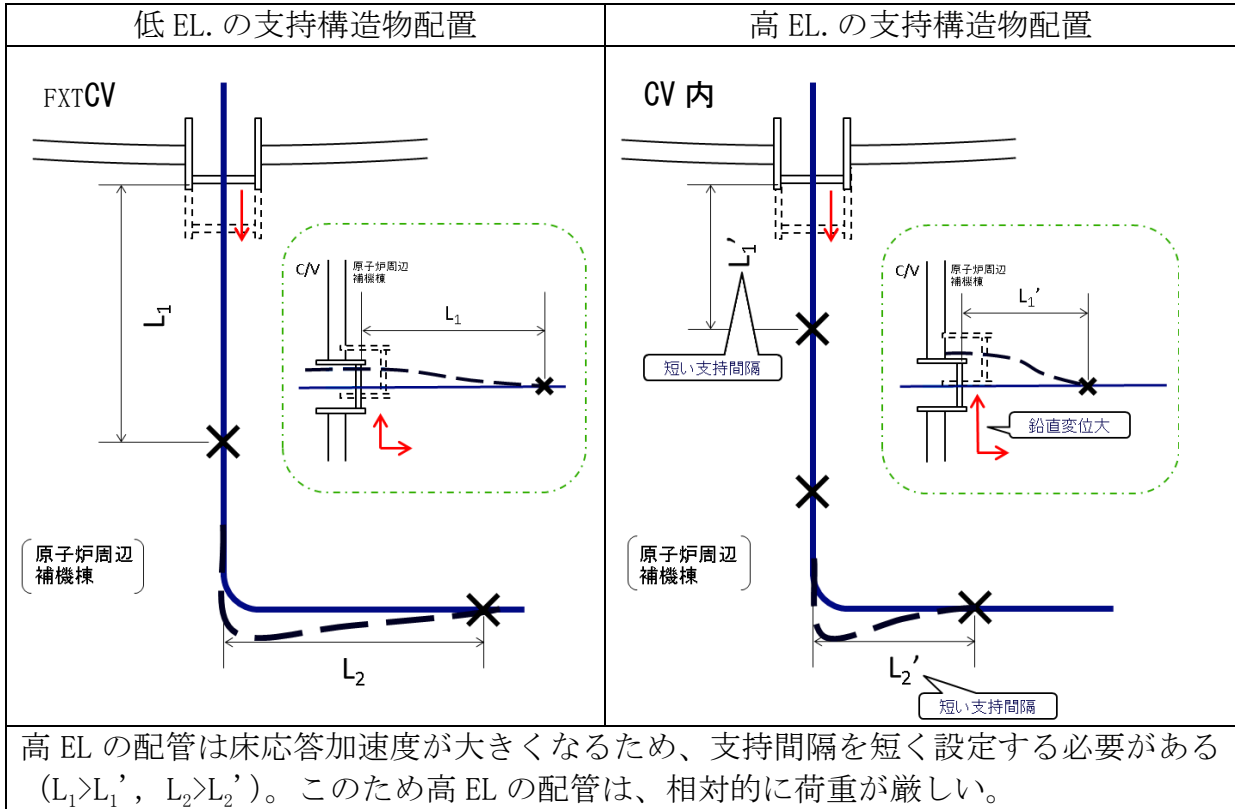 低 EL.の支持構造物配置
高 EL.の支持構造物配置
FXTCV
L₁
C/V
原子炉周辺
補機棟
L₁
原子炉周辺
補機棟
L₂
CV 内
L₁’
短い支持間隔
C/V
原子炉周辺
補機棟
L₁’
鉛直変位大
原子炉周辺
補機棟
L₂’
短い支持間隔
高 EL の配管は床応答加速度が大きくなるため、支持間隔を短く設定する必要がある
(L₁>L₁’, L₂>L₂’)。このため高 EL の配管は、相対的に荷重が厳しい。